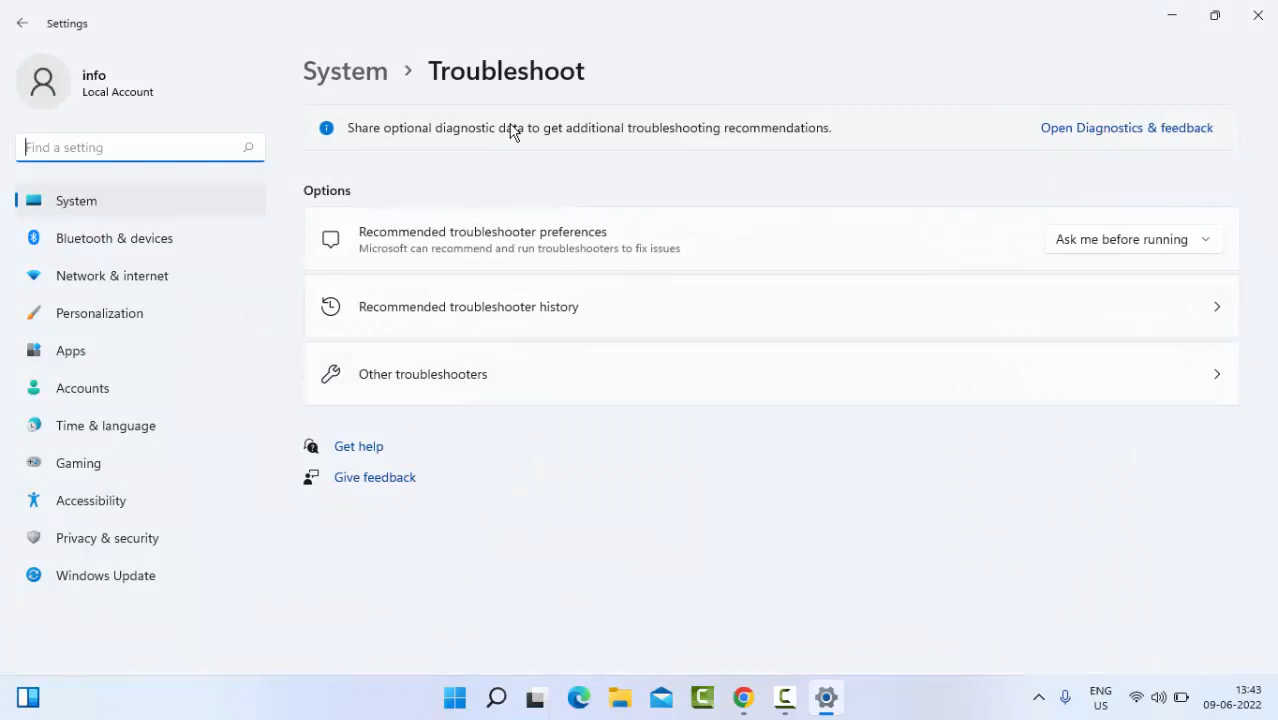 Settings
info
Local Account
Find a setting
System
Bluetooth & devices
Network & internet
Personalization
Apps
Accounts
Time & language
Gaming
Accessibility
Privacy & security
Windows Update
System › Troubleshoot
Share optional diagnostic data to get additional troubleshooting recommendations.
Open Diagnostics & feedback
Options
Recommended troubleshooter preferences
Microsoft can recommend and run troubleshooters to fix issues
Ask me before running
Recommended troubleshooter history
Other troubleshooters
Get help
Give feedback
ENG
US
13:43
09-06-2022